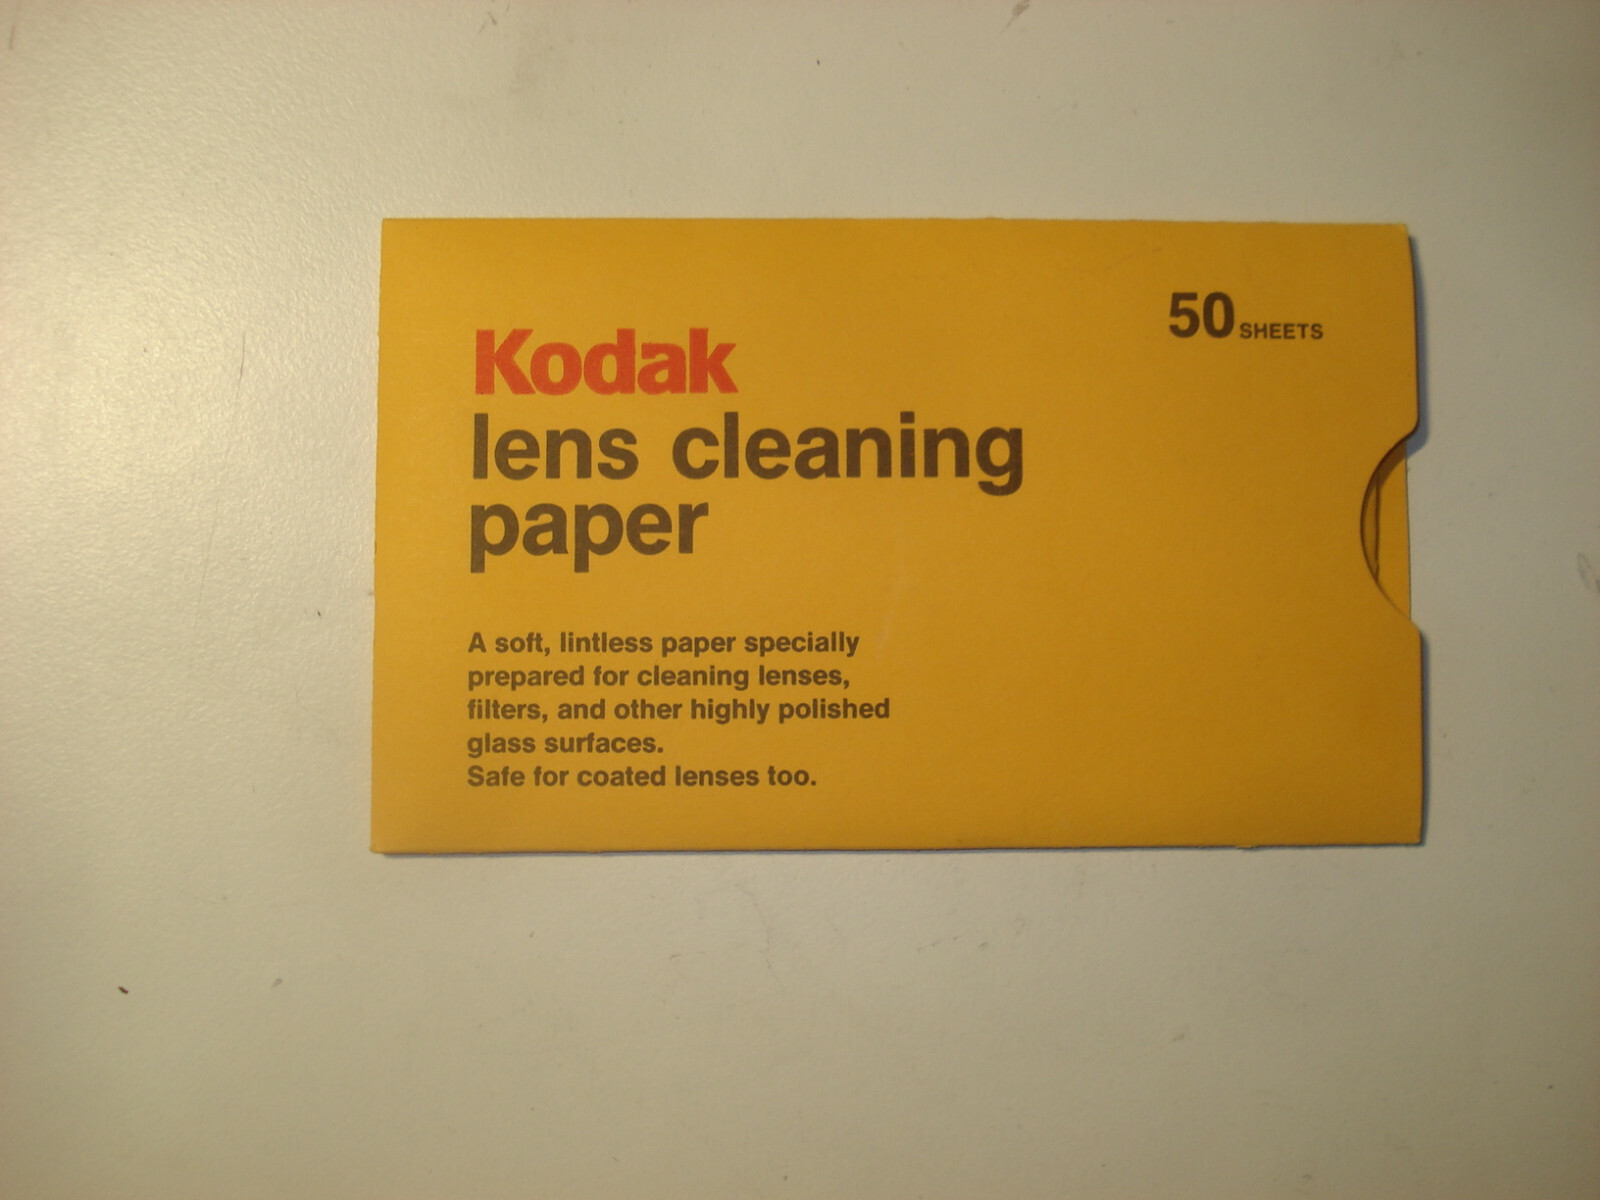 50 SHEETS
Kodak
lens cleaning
paper
A soft, lintless paper specially
prepared for cleaning lenses,
filters, and other highly polished
glass surfaces.
Safe for coated lenses too.